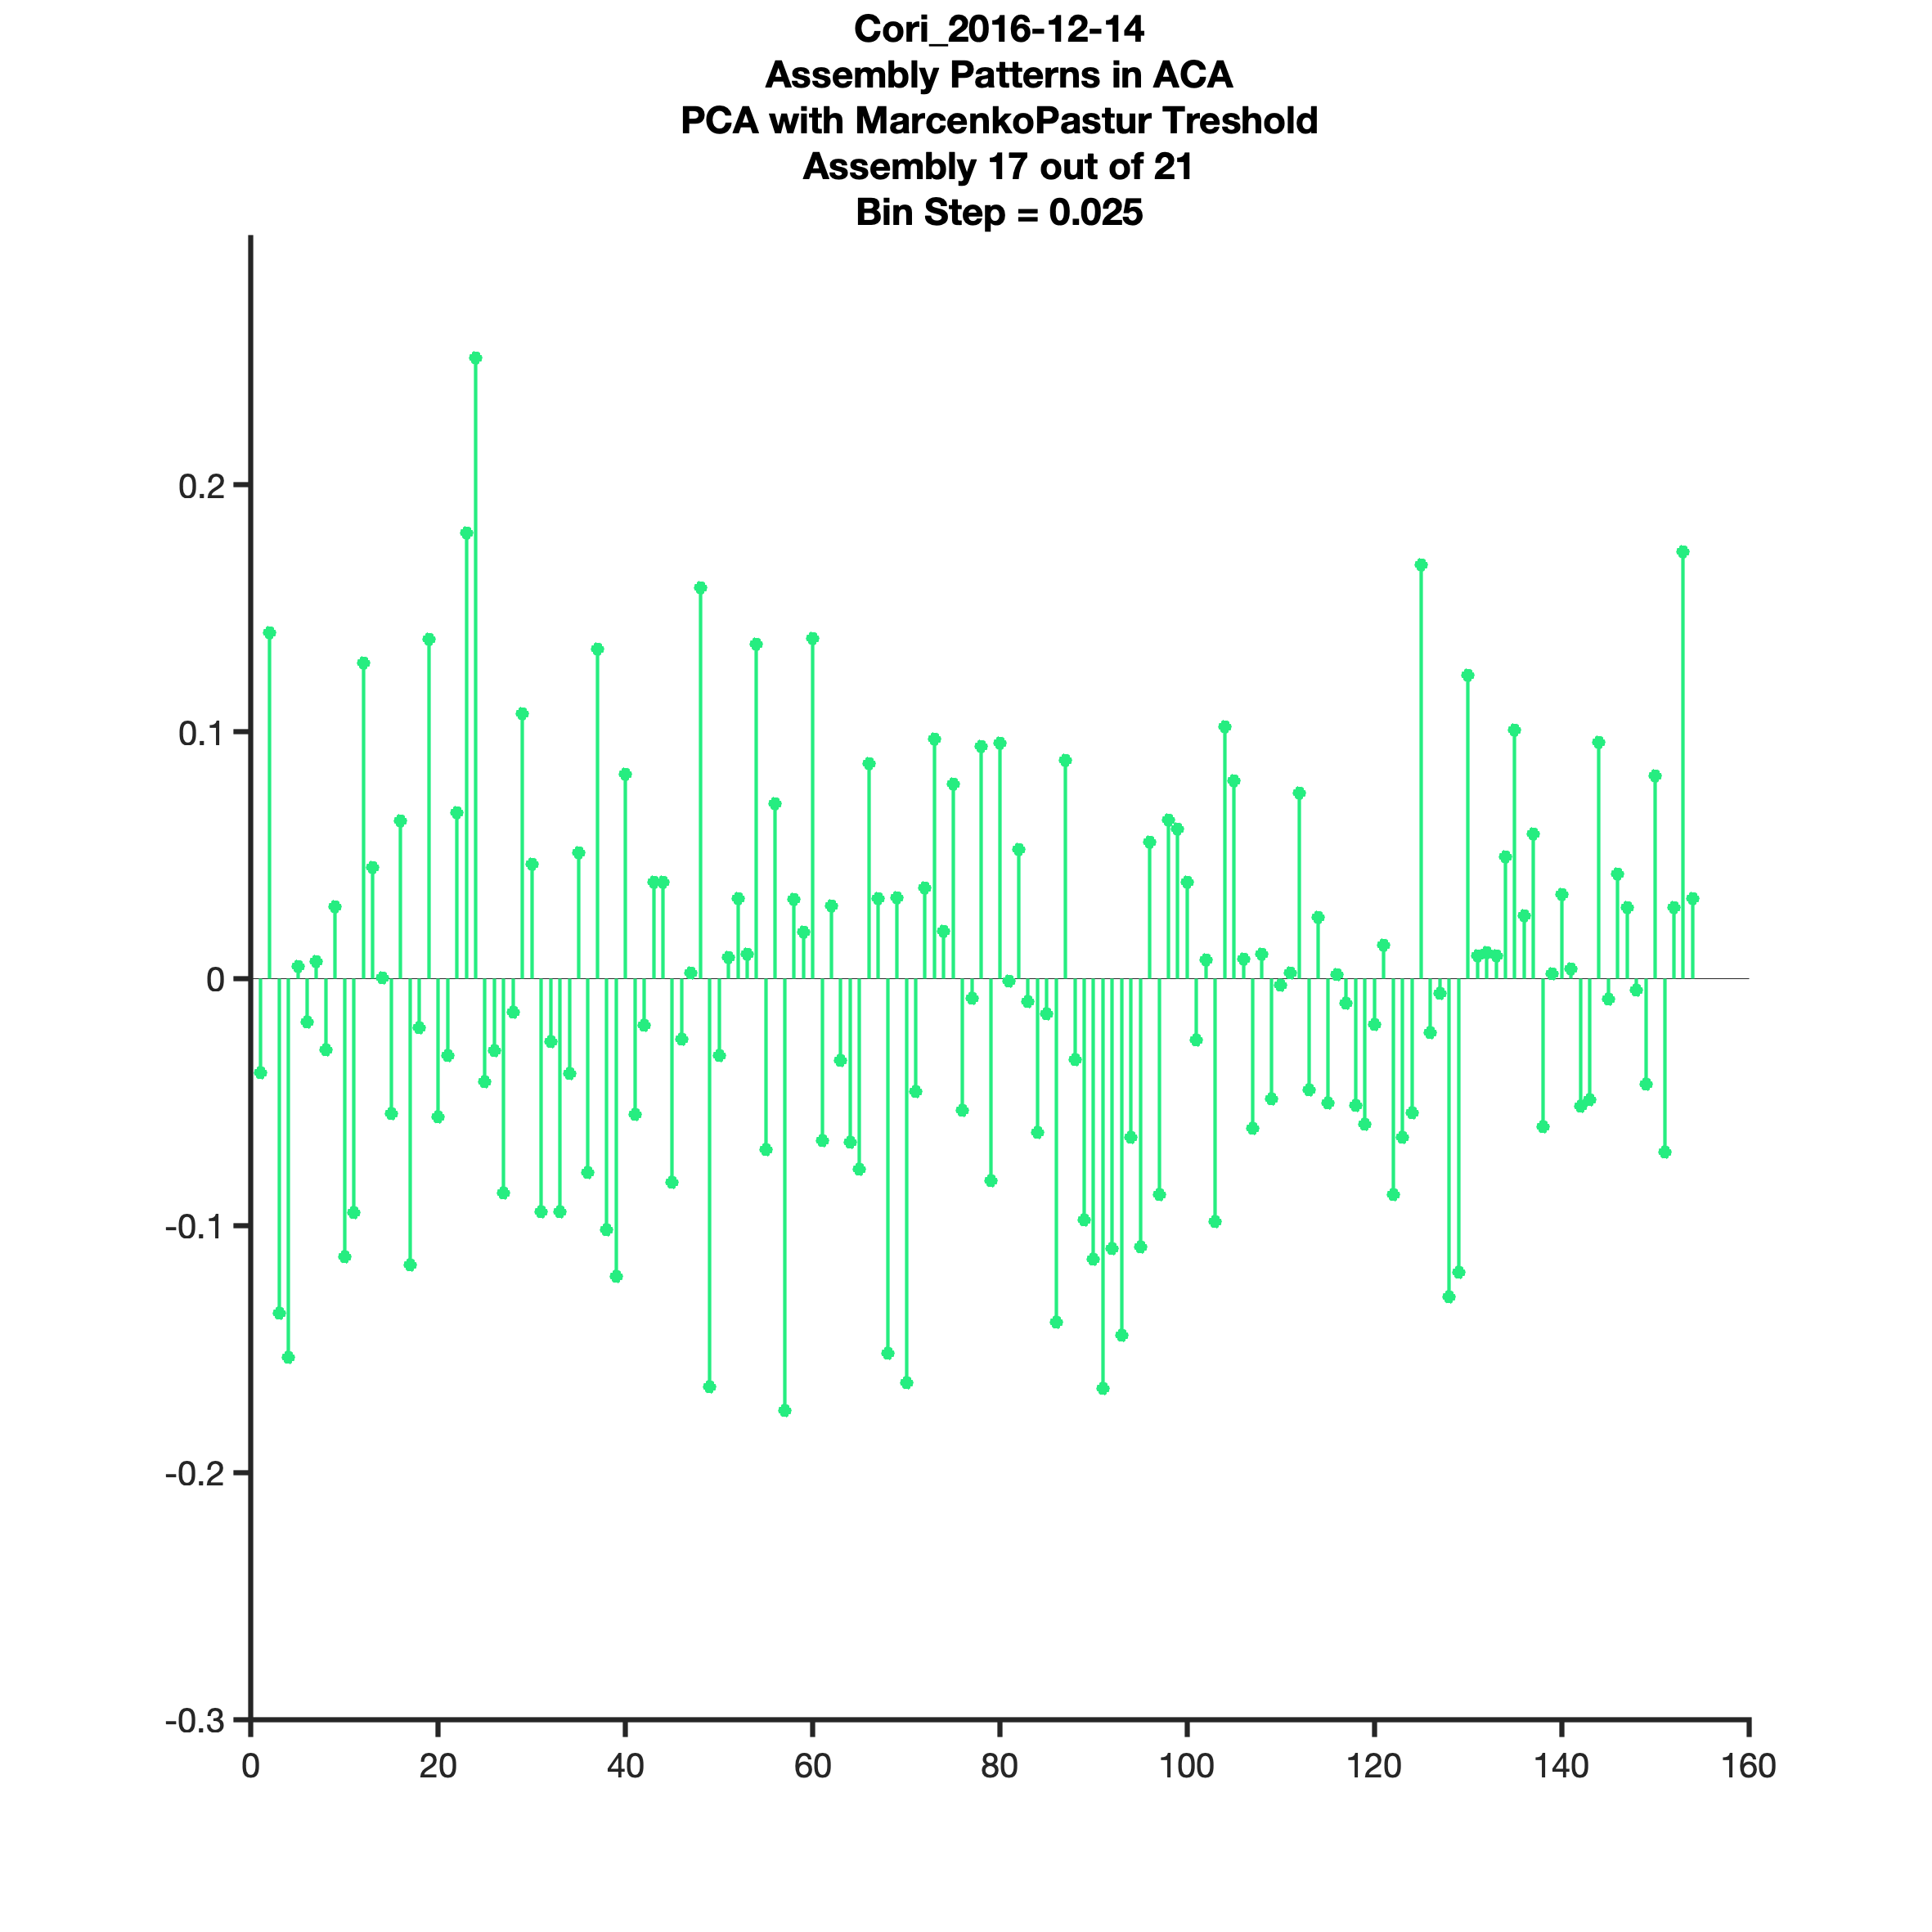 Cori_2016-12-14
Assembly Patterns in ACA
PCA with MarcenkoPastur Treshold
Assembly 17 out of 21
Bin Step = 0.025
0.2
0.1
0
-0.1
-0.2
-0.3
0 20 40 60 80 100 120 140 160